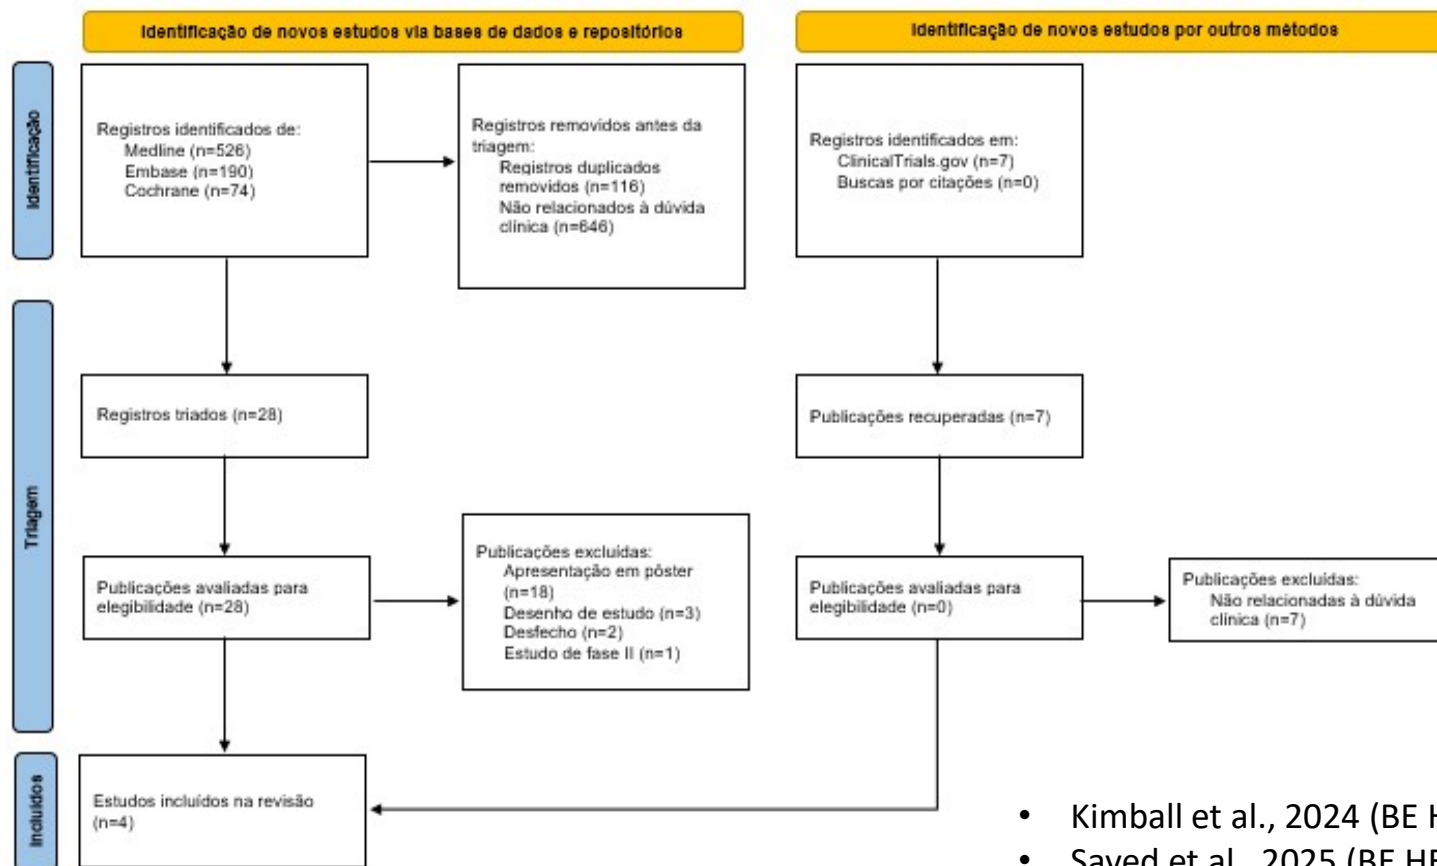 Identificação de novos estudos via bases de dados e repositórios
Identificação de novos estudos por outros métodos
Identificação
Registros identificados de:
Medline (n=526)
Embase (n=190)
Cochrane (n=74)
Registros removidos antes da
triagem:
Registros duplicados
removidos (n=116)
Não relacionados à dúvida
clínica (n=646)
Registros identificados em:
ClinicalTrials.gov (n=7)
Buscas por citações (n=0)
Triagem
Registros triados (n=28)
Publicações recuperadas (n=7)
Publicações avaliadas para
elegibilidade (n=28)
Publicações excluídas:
Apresentação em pôster
(n=18)
Desenho de estudo (n=3)
Desfecho (n=2)
Estudo de fase II (n=1)
Publicações avaliadas para
elegibilidade (n=0)
Publicações excluídas:
Não relacionadas à dúvida
clínica (n=7)
Incluídos
Estudos incluídos na revisão
(n=4)
• Kimball et al., 2024 (BE H
• Sayed et al., 2025 (BE